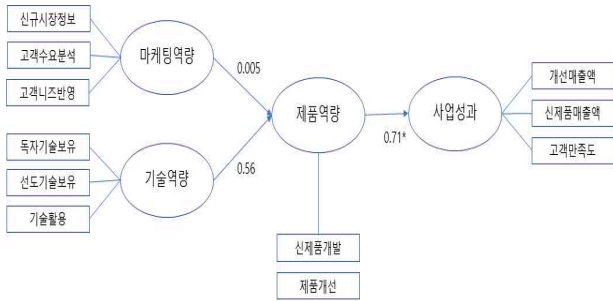 신규시장정보
고객수요분석
고객니즈반영
마케팅역량
0.005
독자기술보유
선도기술보유
기술활용
기술역량
0.56
제품역량
0.71*
사업성과
개선매출액
신제품매출액
고객만족도
신제품개발
제품개선